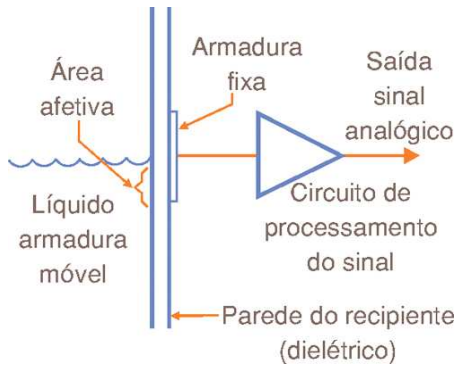 Área
afetiva
Armadura
fixa
Saída
sinal
analógico
Líquido
armadura
móvel
Circuito de
processamento
do sinal
Parede do recipiente
(dielétrico)